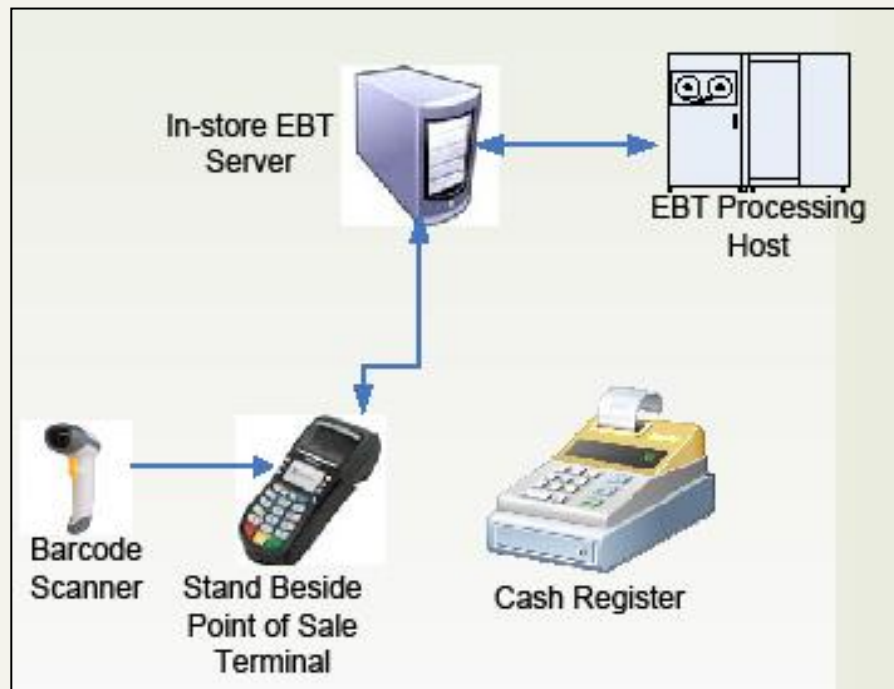 In-store EBT
Server
EBT Processing
Host
Barcode
Scanner
Stand Beside
Point of Sale
Terminal
Cash Register